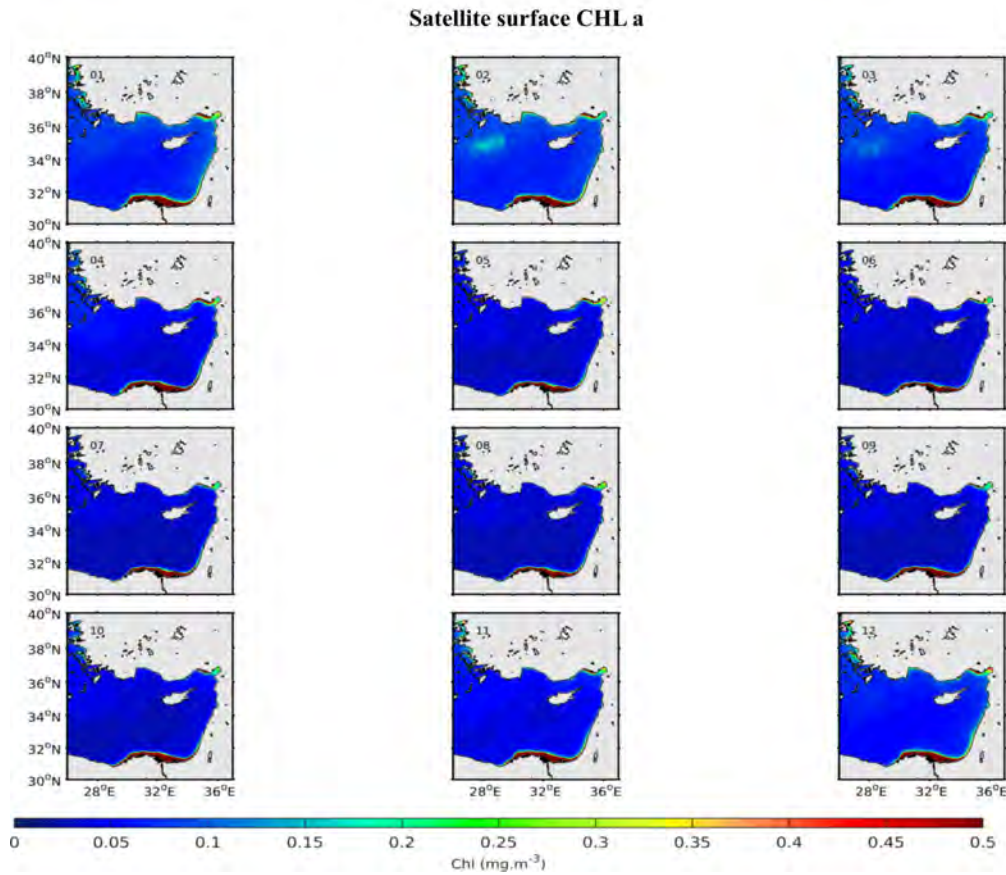 Satellite surface CHL a
40°N
38°N
36°N
34°N
32°N
30°N
01
02
03
40°N
38°N
36°N
34°N
32°N
30°N
04
05
06
40°N
38°N
36°N
34°N
32°N
30°N
07
08
09
40°N
38°N
36°N
34°N
32°N
30°N
10
11
12
28°E 32°E 36°E 28°E 32°E 36°E 28°E 32°E 36°E
0 0.05 0.1 0.15 0.2 0.25 0.3 0.35 0.4 0.45 0.5
Chl (mg.m⁻³)